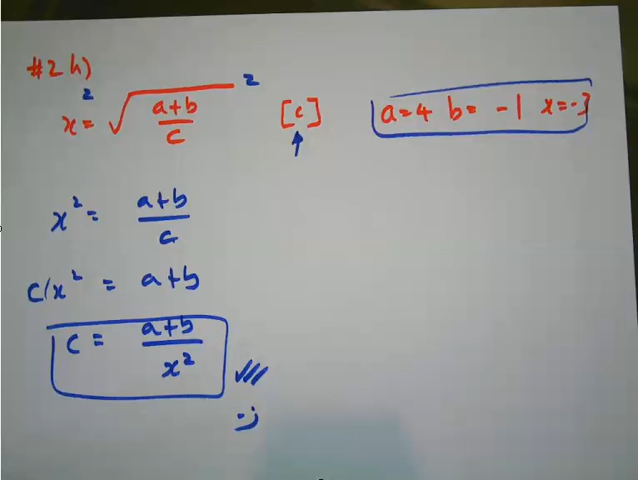 #2 h)
x² = √(a+b/c)² [c] a=4 b= -1 x=-3
x² = a+b/c
c/x² = a+b
c = a+b/x²